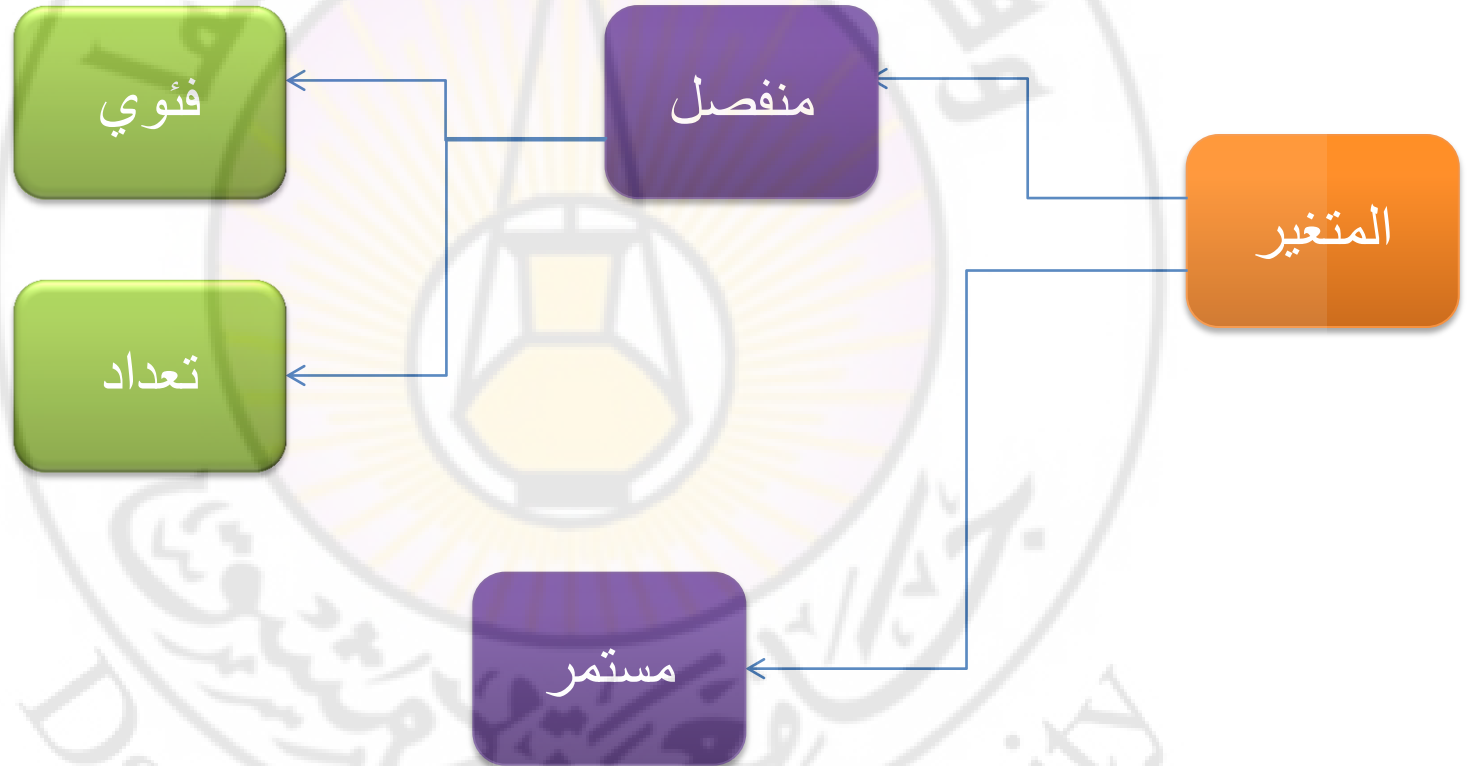 المتغير
منفصل
فئوي
تعداد
مستمر